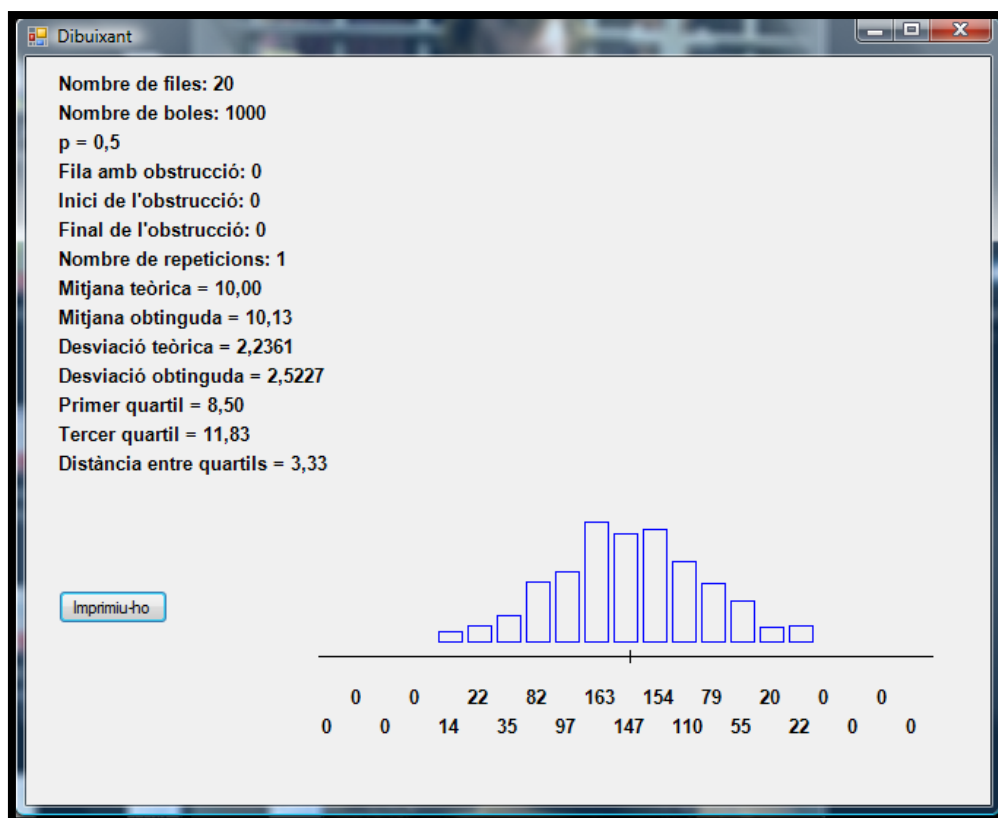 Dibuixant
Nombre de files: 20
Nombre de boles: 1000
p = 0,5
Fila amb obstrucció: 0
Inici de l'obstrucció: 0
Final de l'obstrucció: 0
Nombre de repeticions: 1
Mitjana teòrica = 10,00
Mitjana obtinguda = 10,13
Desviació teòrica = 2,2361
Desviació obtinguda = 2,5227
Primer quartil = 8,50
Tercer quartil = 11,83
Distància entre quartils = 3,33
Imprimiu-ho
0 0 22 82 163 154 79 20 0 0
0 0 14 35 97 147 110 55 22 0 0